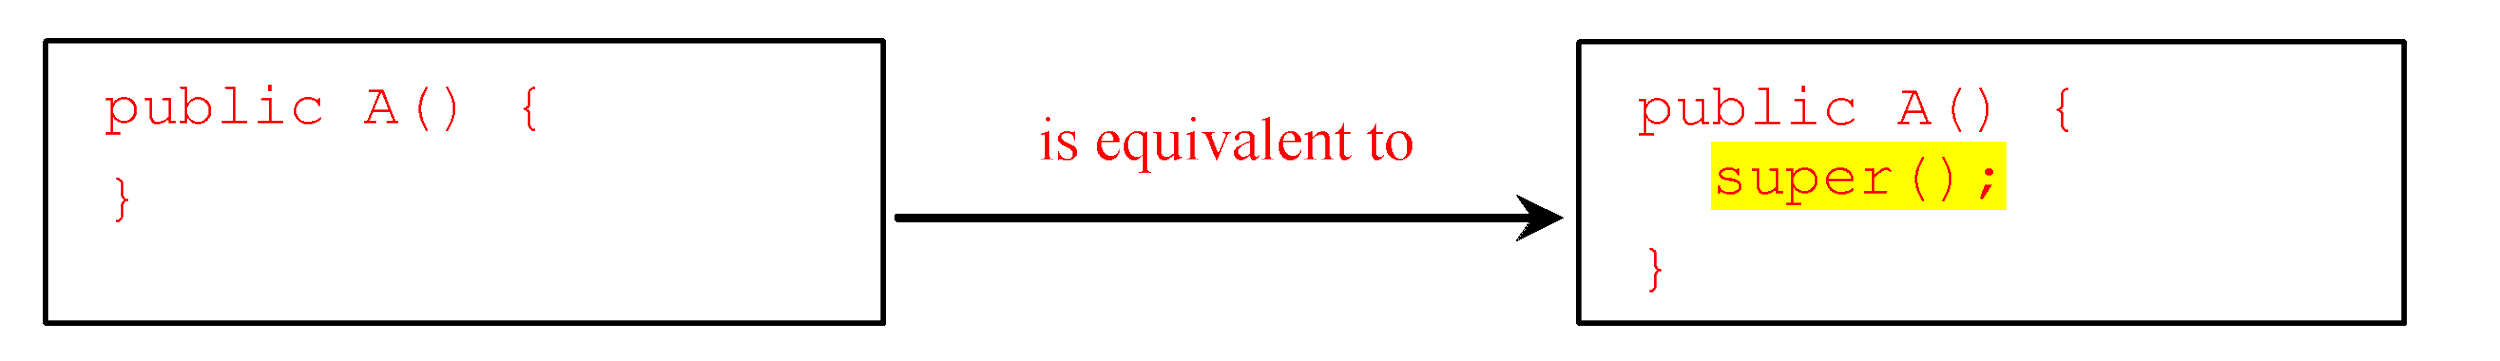 public A() {
}
is equivalent to
public A() {
super();
}